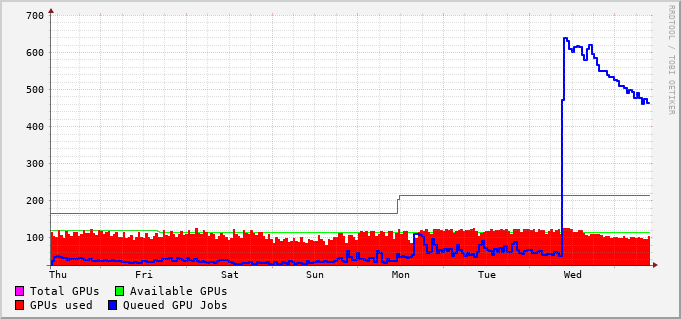 700
600
500
400
300
200
100
Thu Fri Sat Sun Mon Tue Wed
Total GPUs Available GPUs
GPUs used Queued GPU Jobs
RRDTOOL / TOBI OETIKER